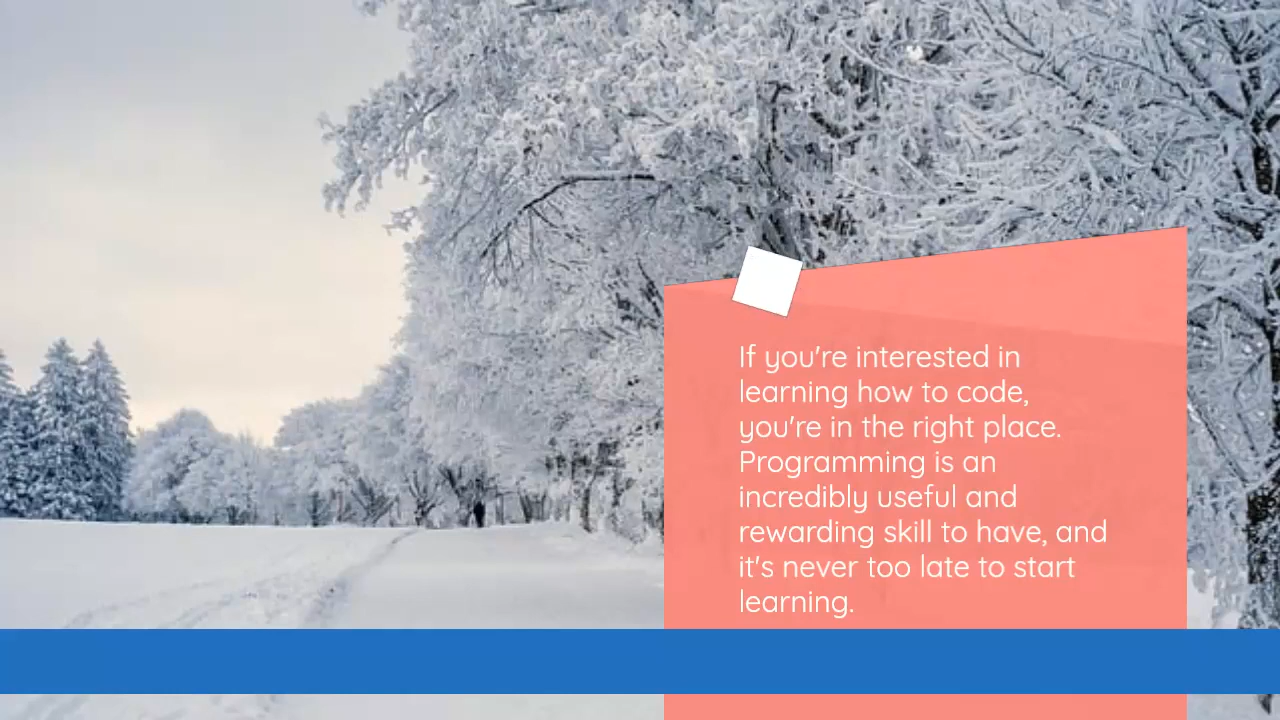 If you're interested in
learning how to code,
you're in the right place.
Programming is an
incredibly useful and
rewarding skill to have, and
it's never too late to start
learning.